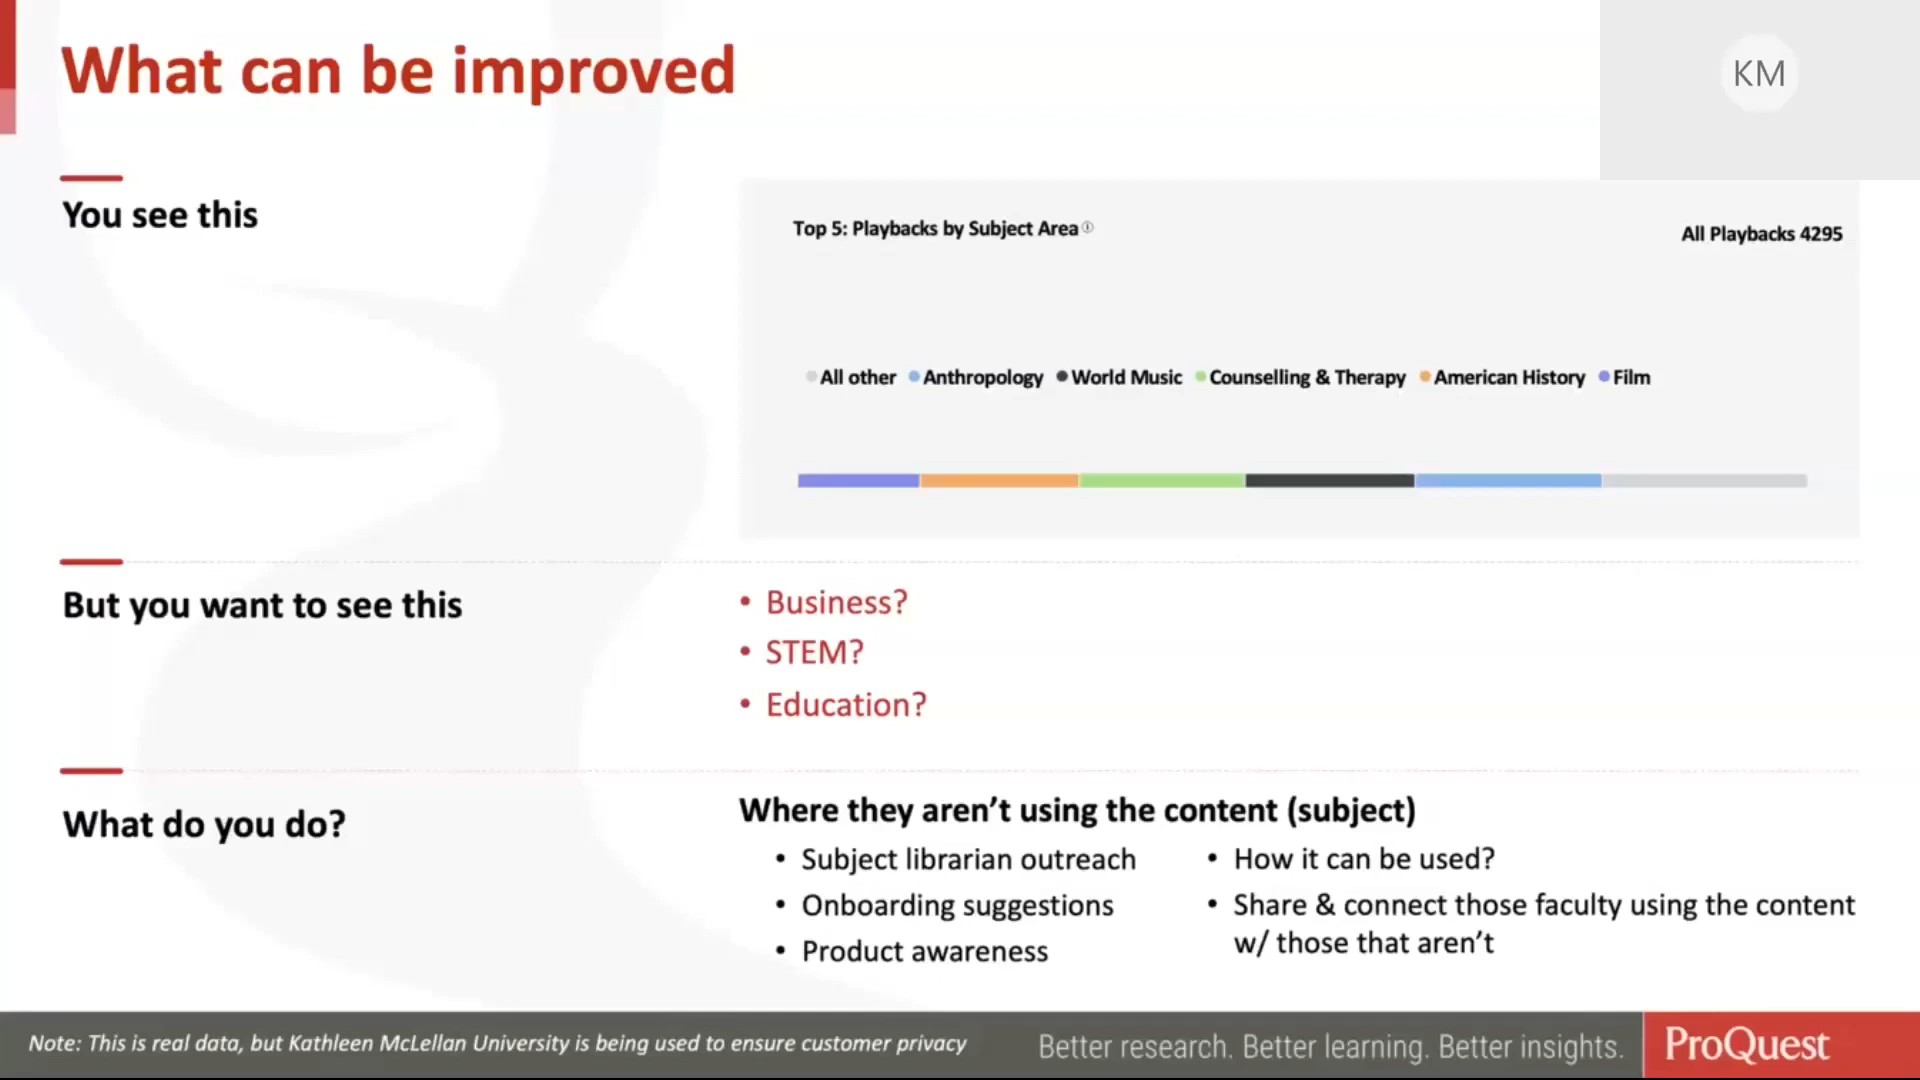 What can be improved
KM
You see this
Top 5: Playbacks by Subject Area
All Playbacks 4295
All other Anthropology World Music Counselling & Therapy American History Film
But you want to see this
• Business?
• STEM?
• Education?
What do you do?
Where they aren’t using the content (subject)
• Subject librarian outreach
• Onboarding suggestions
• Product awareness
• How it can be used?
• Share & connect those faculty using the content
w/ those that aren’t
Note: This is real data, but Kathleen McLellan University is being used to ensure customer privacy
Better research. Better learning. Better insights.
ProQuest